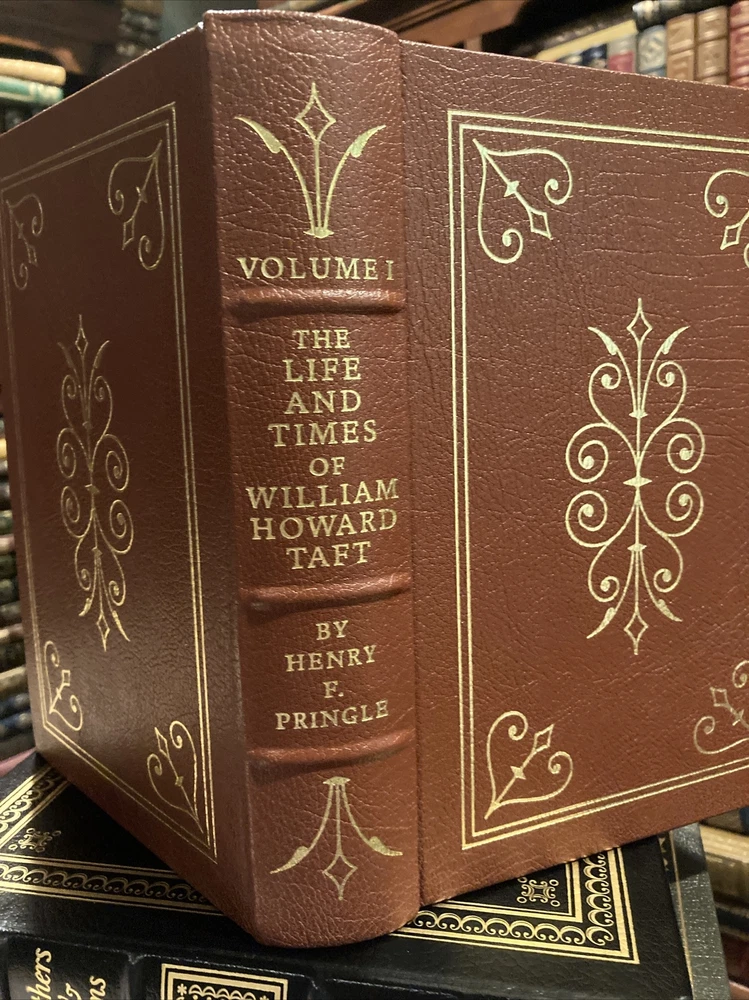 VOLUME I
THE
LIFE
AND
TIMES
OF
WILLIAM
HOWARD
TAFT
BY
HENRY
F.
PRINGLE